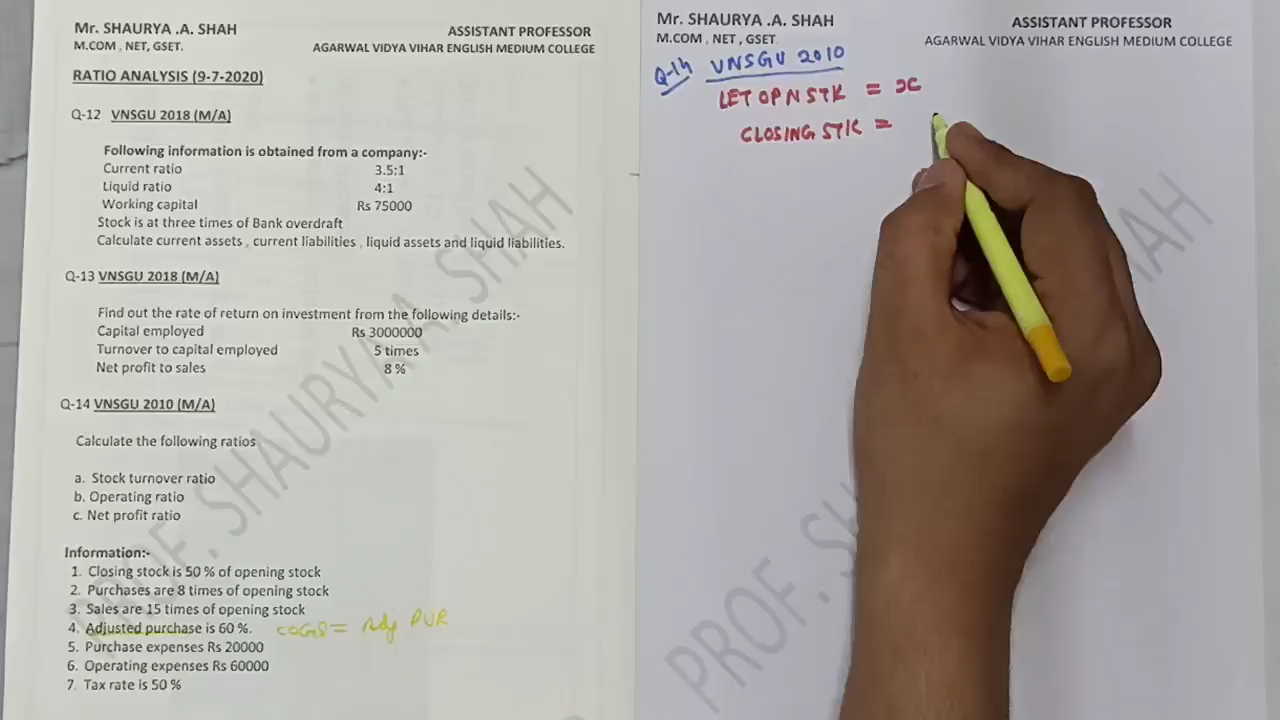 Mr. SHAURYA .A. SHAH
M.COM , NET, GSET.
ASSISTANT PROFESSOR
AGARWAL VIDYA VIHAR ENGLISH MEDIUM COLLEGE
RATIO ANALYSIS (9-7-2020)
Q-12 VNSGU 2018 (M/A)
Following information is obtained from a company:-
Current ratio 3.5:1
Liquid ratio 4:1
Working capital Rs 75000
Stock is at three times of Bank overdraft
Calculate current assets , current liabilities , liquid assets and liquid liabilities.
Q-13 VNSGU 2018 (M/A)
Find out the rate of return on investment from the following details:-
Capital employed Rs 3000000
Turnover to capital employed 5 times
Net profit to sales 8 %
Q-14 VNSGU 2010 (M/A)
Calculate the following ratios
a. Stock turnover ratio
b. Operating ratio
c. Net profit ratio
Information:-
1. Closing stock is 50 % of opening stock
2. Purchases are 8 times of opening stock
3. Sales are 15 times of opening stock
4. Adjusted purchase is 60 %. COGS = Adj PUR
5. Purchase expenses Rs 20000
6. Operating expenses Rs 60000
7. Tax rate is 50 %
PROF. SHAURYA A. SHAH
Mr. SHAURYA .A. SHAH
M.COM , NET , GSET.
ASSISTANT PROFESSOR
AGARWAL VIDYA VIHAR ENGLISH MEDIUM COLLEGE
Q-14 VNSGU 2010
LET OPN STK = x
CLOSING STK =
PROF. SH
AH